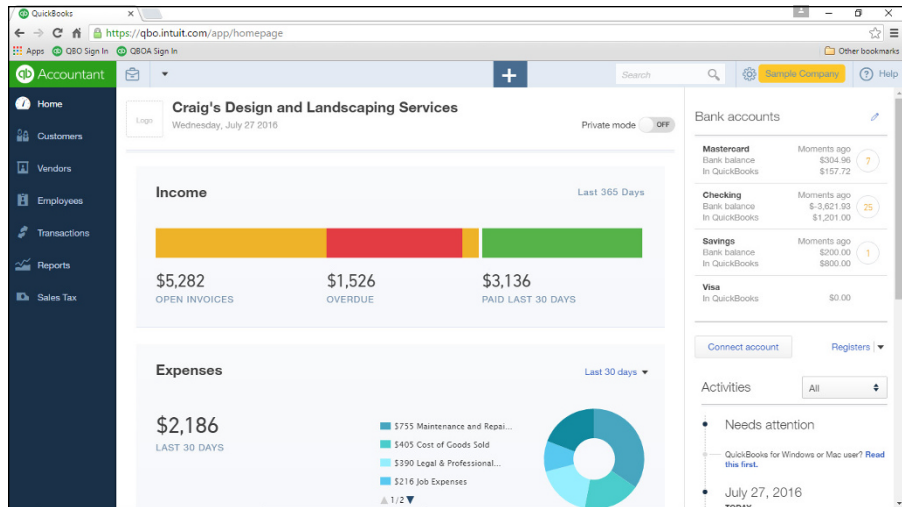 QuickBooks
https://qbo.intuit.com/app/homepage
Apps QBO Sign In QBOA Sign In Other bookmarks
qb Accountant Search Sample Company ? Help
Home
Customers
Vendors
Employees
Transactions
Reports
Sales Tax
Logo
Craig's Design and Landscaping Services
Wednesday, July 27 2016
Private mode OFF
Income
Last 365 Days
$5,282
OPEN INVOICES
$1,526
OVERDUE
$3,136
PAID LAST 30 DAYS
Expenses
Last 30 days
$2,186
LAST 30 DAYS
$755 Maintenance and Repai...
$405 Cost of Goods Sold
$390 Legal & Professional...
$216 Job Expenses
1/2
Bank accounts
Mastercard Moments ago
Bank balance $304.96
In QuickBooks $157.72
7
Checking Moments ago
Bank balance $-3,621.93
In QuickBooks $1,201.00
25
Savings Moments ago
Bank balance $200.00
In QuickBooks $800.00
1
Visa
In QuickBooks $0.00
Connect account Registers
Activities All
Needs attention
QuickBooks for Windows or Mac user? Read
this first.
July 27, 2016
TODAY